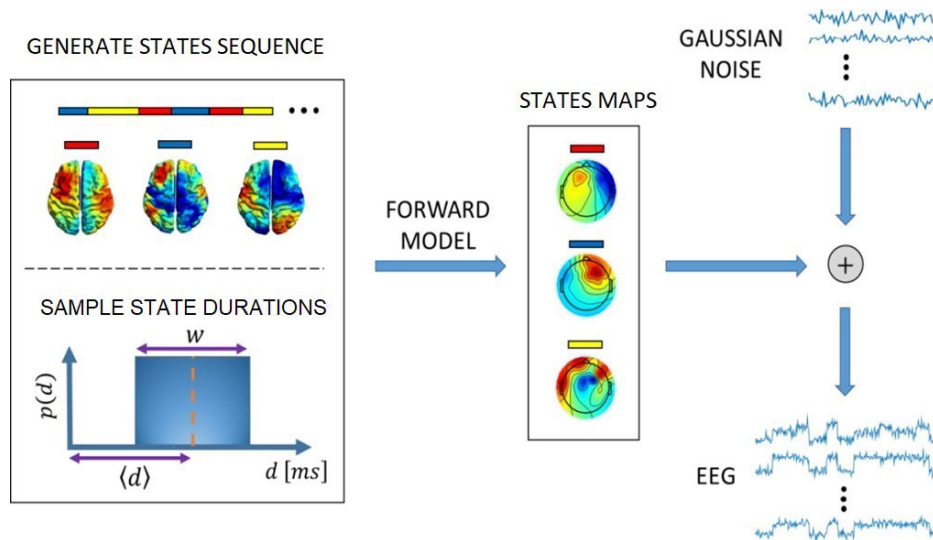 GENERATE STATES SEQUENCE
SAMPLE STATE DURATIONS
w
p(d)
⟨d⟩
d [ms]
FORWARD
MODEL
STATES MAPS
GAUSSIAN
NOISE
+
EEG